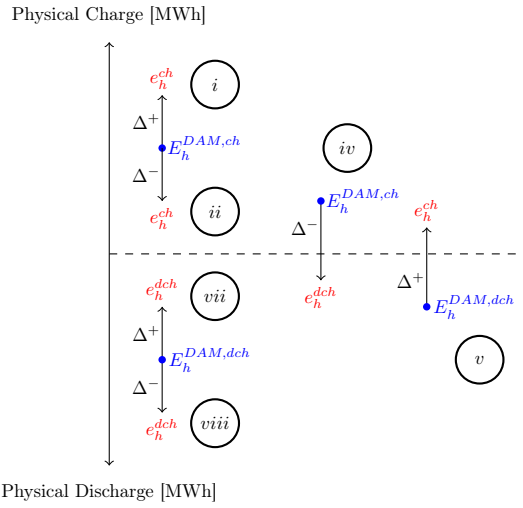 Physical Charge [MWh]
e_h^{ch}
i
Δ^+
E_h^{DAM,ch}
iv
Δ^-
E_h^{DAM,ch}
e_h^{ch}
ii
e_h^{ch}
Δ^-
e_h^{dch}
vii
e_h^{dch}
Δ^+
E_h^{DAM,dch}
Δ^+
E_h^{DAM,dch}
v
Δ^-
e_h^{dch}
viii
Physical Discharge [MWh]